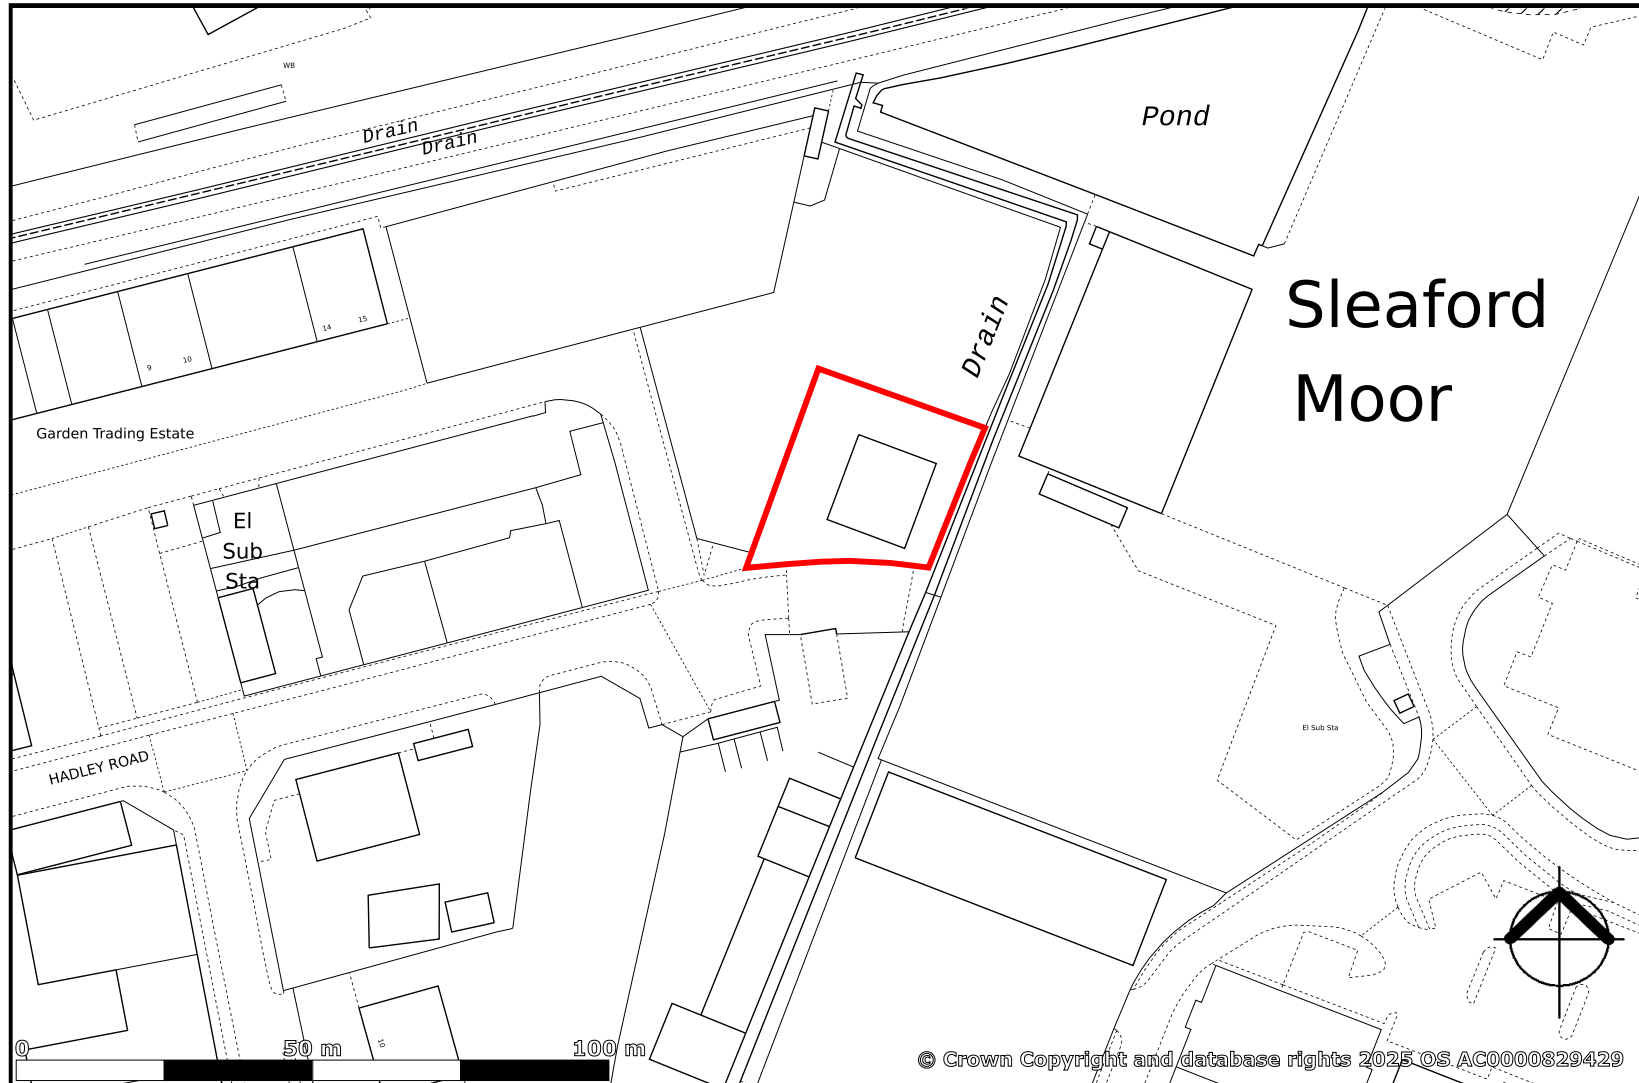 WB
Drain
Drain
Pond
Sleaford
Moor
Drain
14
15
9
10
Garden Trading Estate
El
Sub
Sta
El Sub Sta
HADLEY ROAD
10
0
50 m
100 m
© Crown Copyright and database rights 2025 OS AC0000829429